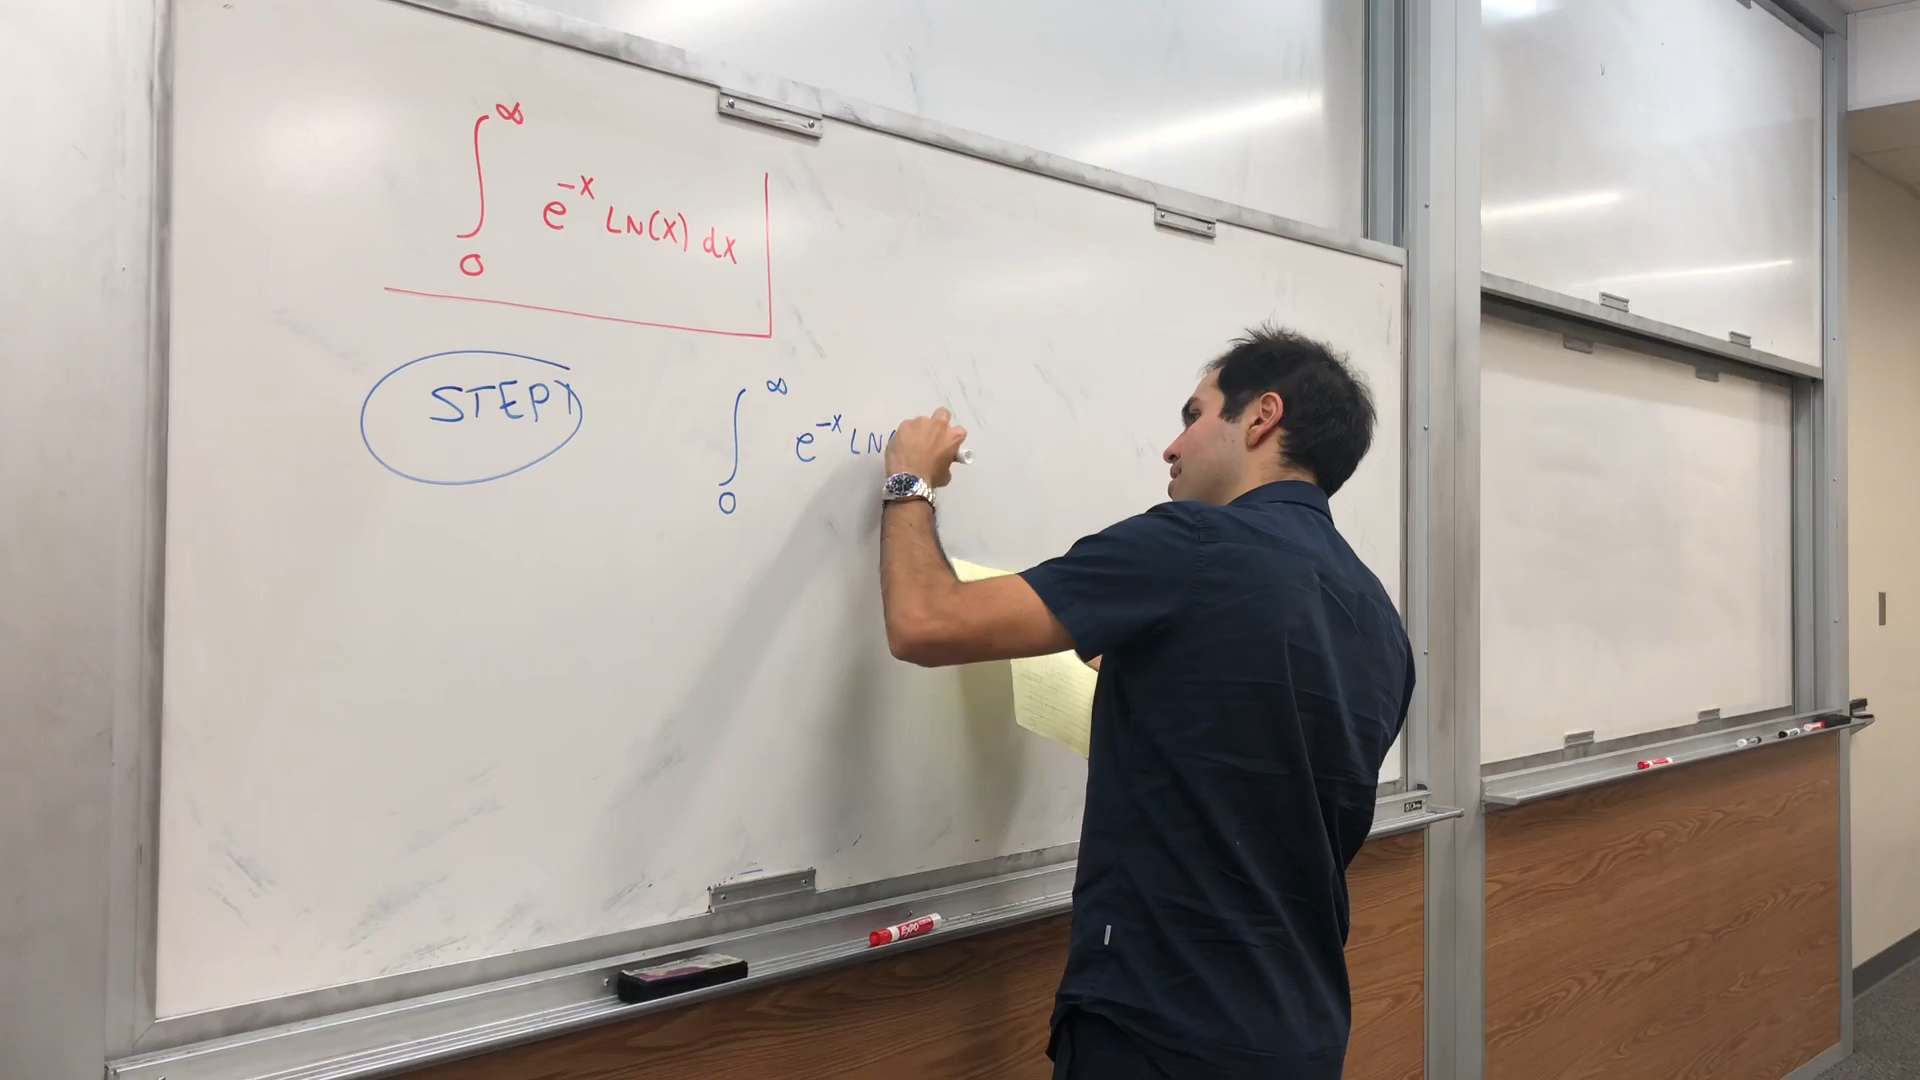 ∫₀^∞ e^-x LN(X) dx
STEP 1
∫₀^∞ e^-x LN(
EXPO